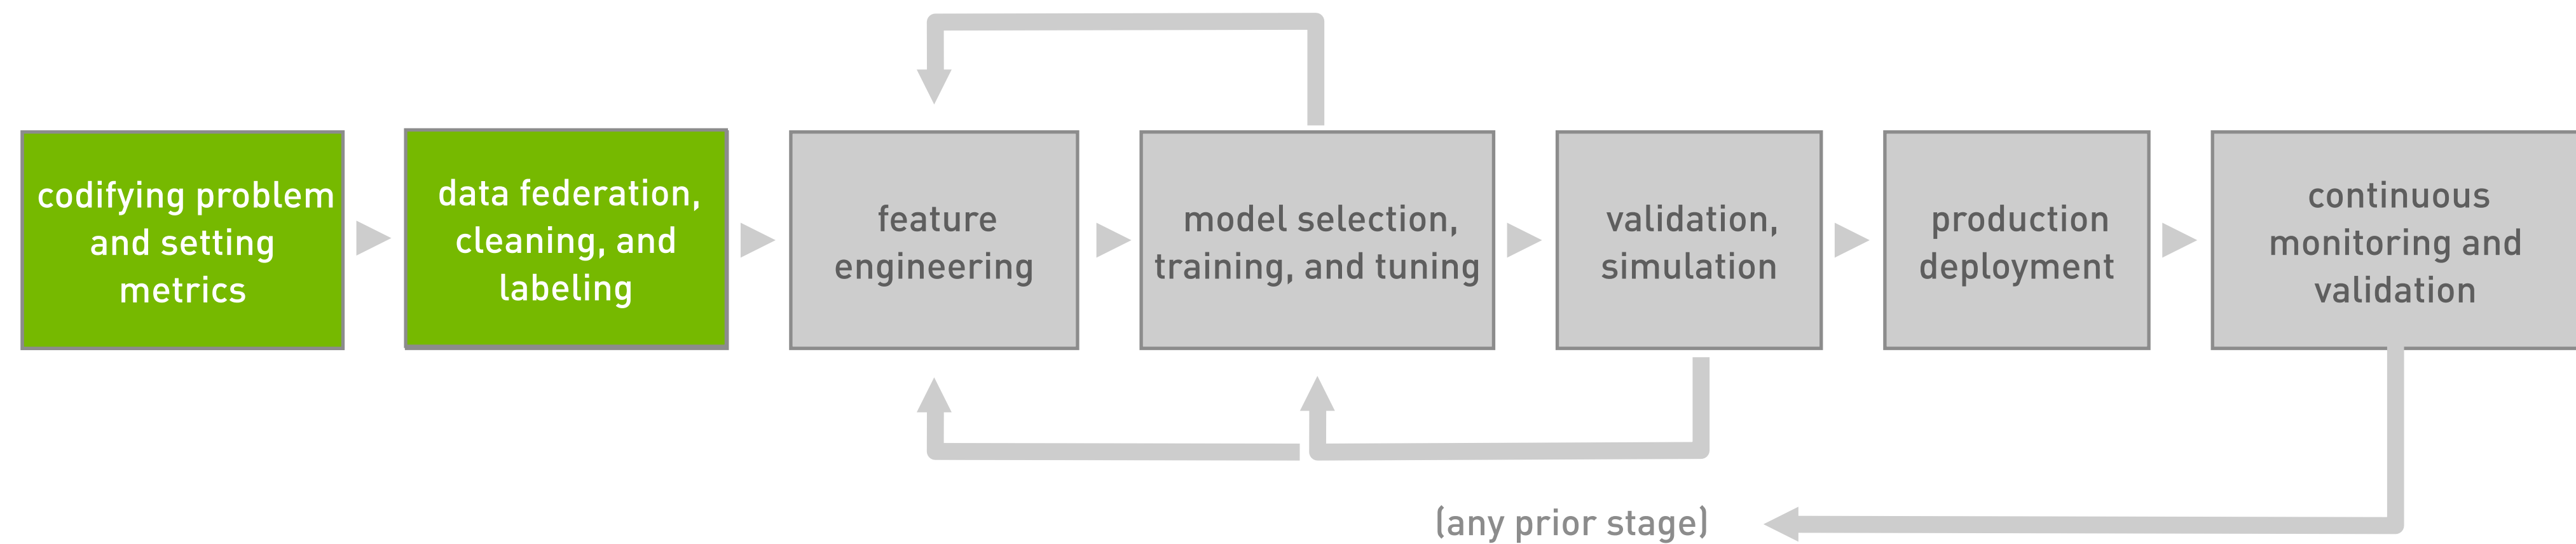 codifying problem
and setting
metrics
data federation,
cleaning, and
labeling
feature
engineering
model selection,
training, and tuning
validation,
simulation
production
deployment
continuous
monitoring and
validation
(any prior stage)